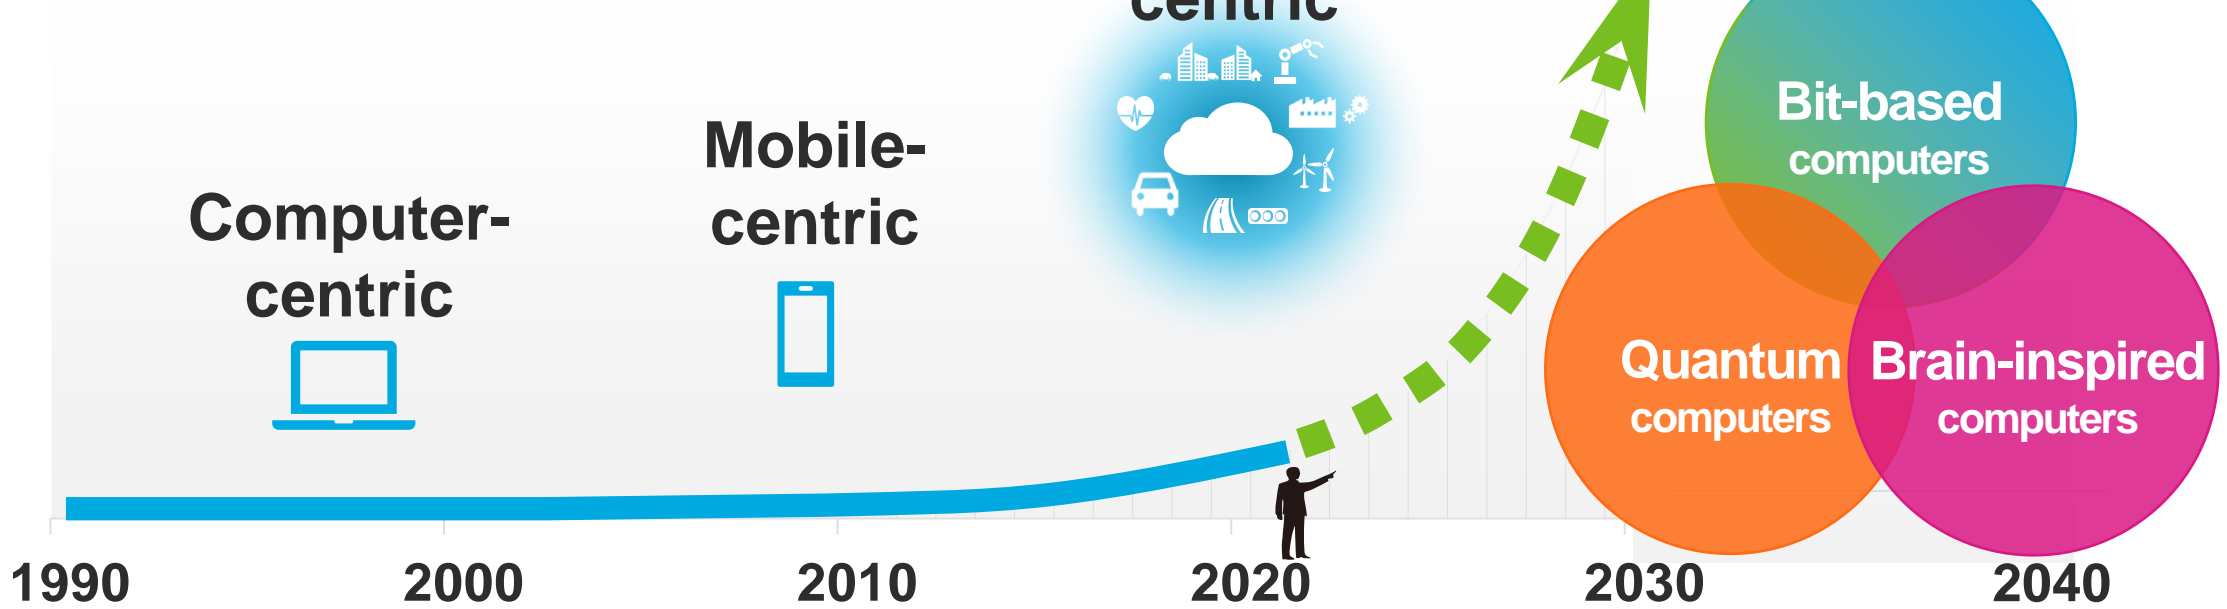 centric
Mobile-
centric
Computer-
centric
Bit-based
computers
Quantum
computers
Brain-inspired
computers
1990
2000
2010
2020
2030
2040